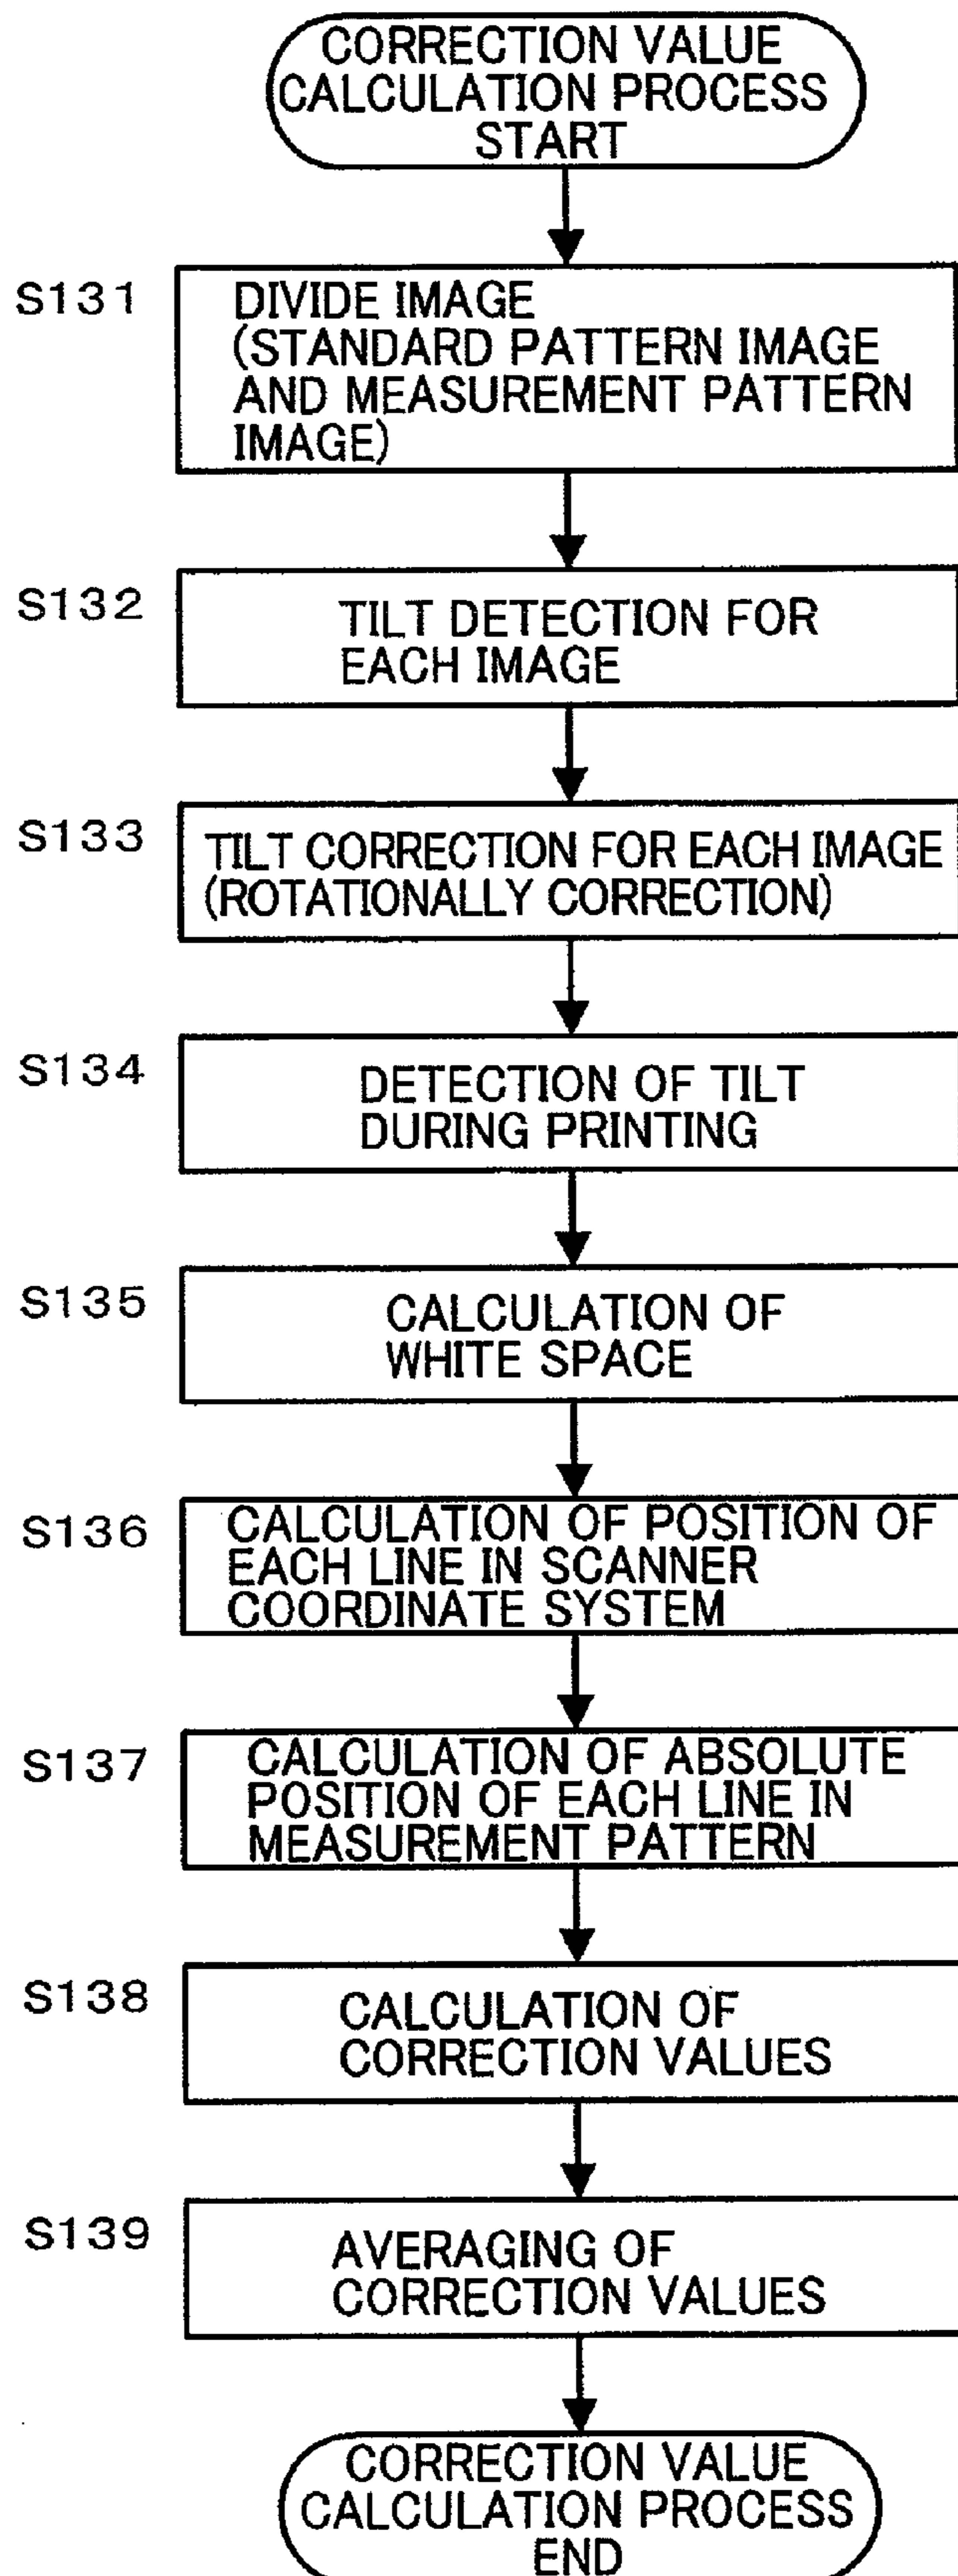 CORRECTION VALUE
CALCULATION PROCESS
START
S131
DIVIDE IMAGE
(STANDARD PATTERN IMAGE
AND MEASUREMENT PATTERN
IMAGE)
S132
TILT DETECTION FOR
EACH IMAGE
S133
TILT CORRECTION FOR EACH IMAGE
(ROTATIONALLY CORRECTION)
S134
DETECTION OF TILT
DURING PRINTING
S135
CALCULATION OF
WHITE SPACE
S136
CALCULATION OF POSITION OF
EACH LINE IN SCANNER
COORDINATE SYSTEM
S137
CALCULATION OF ABSOLUTE
POSITION OF EACH LINE IN
MEASUREMENT PATTERN
S138
CALCULATION OF
CORRECTION VALUES
S139
AVERAGING OF
CORRECTION VALUES
CORRECTION VALUE
CALCULATION PROCESS
END